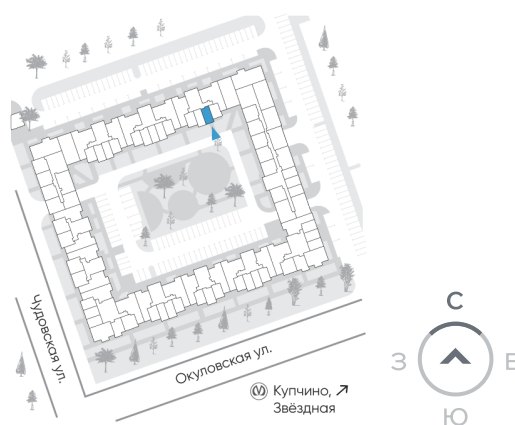 Чудовская ул.
Окуловская ул.
Купчино,
Звёздная
С
З
Ю